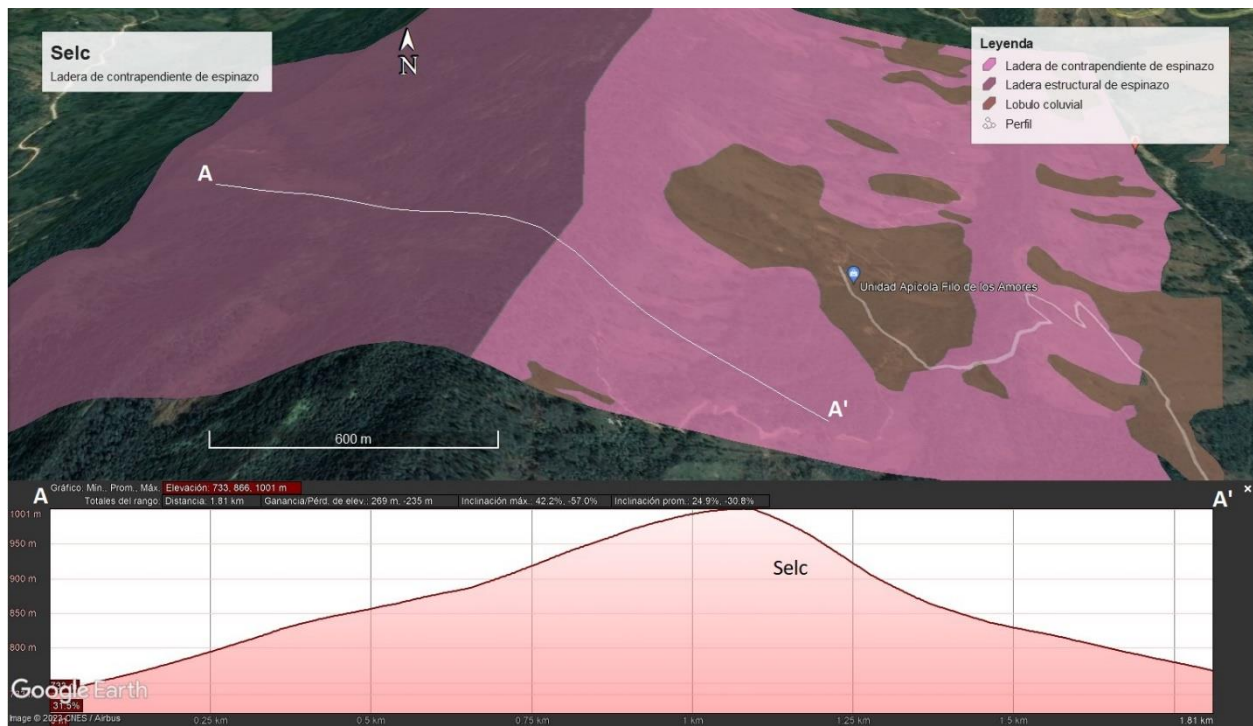 Selc
Ladera de contrapendiente de espinazo
N
Leyenda
Ladera de contrapendiente de espinazo
Ladera estructural de espinazo
Lobulo coluvial
Perfil
A
Unidad Apícola Filo de los Amores
A'
600 m
A
Gráfico: Mín., Prom., Máx. Elevación: 733, 866, 1001 m
Totales del rango: Distancia: 1.81 km Ganancia/Pérd. de elev.: 269 m, -235 m Inclinación máx.: 42.2%, -57.0% Inclinación prom.: 24.9%, -30.8%
A'
1001 m
950 m
900 m
850 m
800 m
Selc
Google Earth
31.5%
Image © 2023 CNES / Airbus
0.25 km 0.5 km 0.75 km 1 km 1.25 km 1.5 km 1.81 km